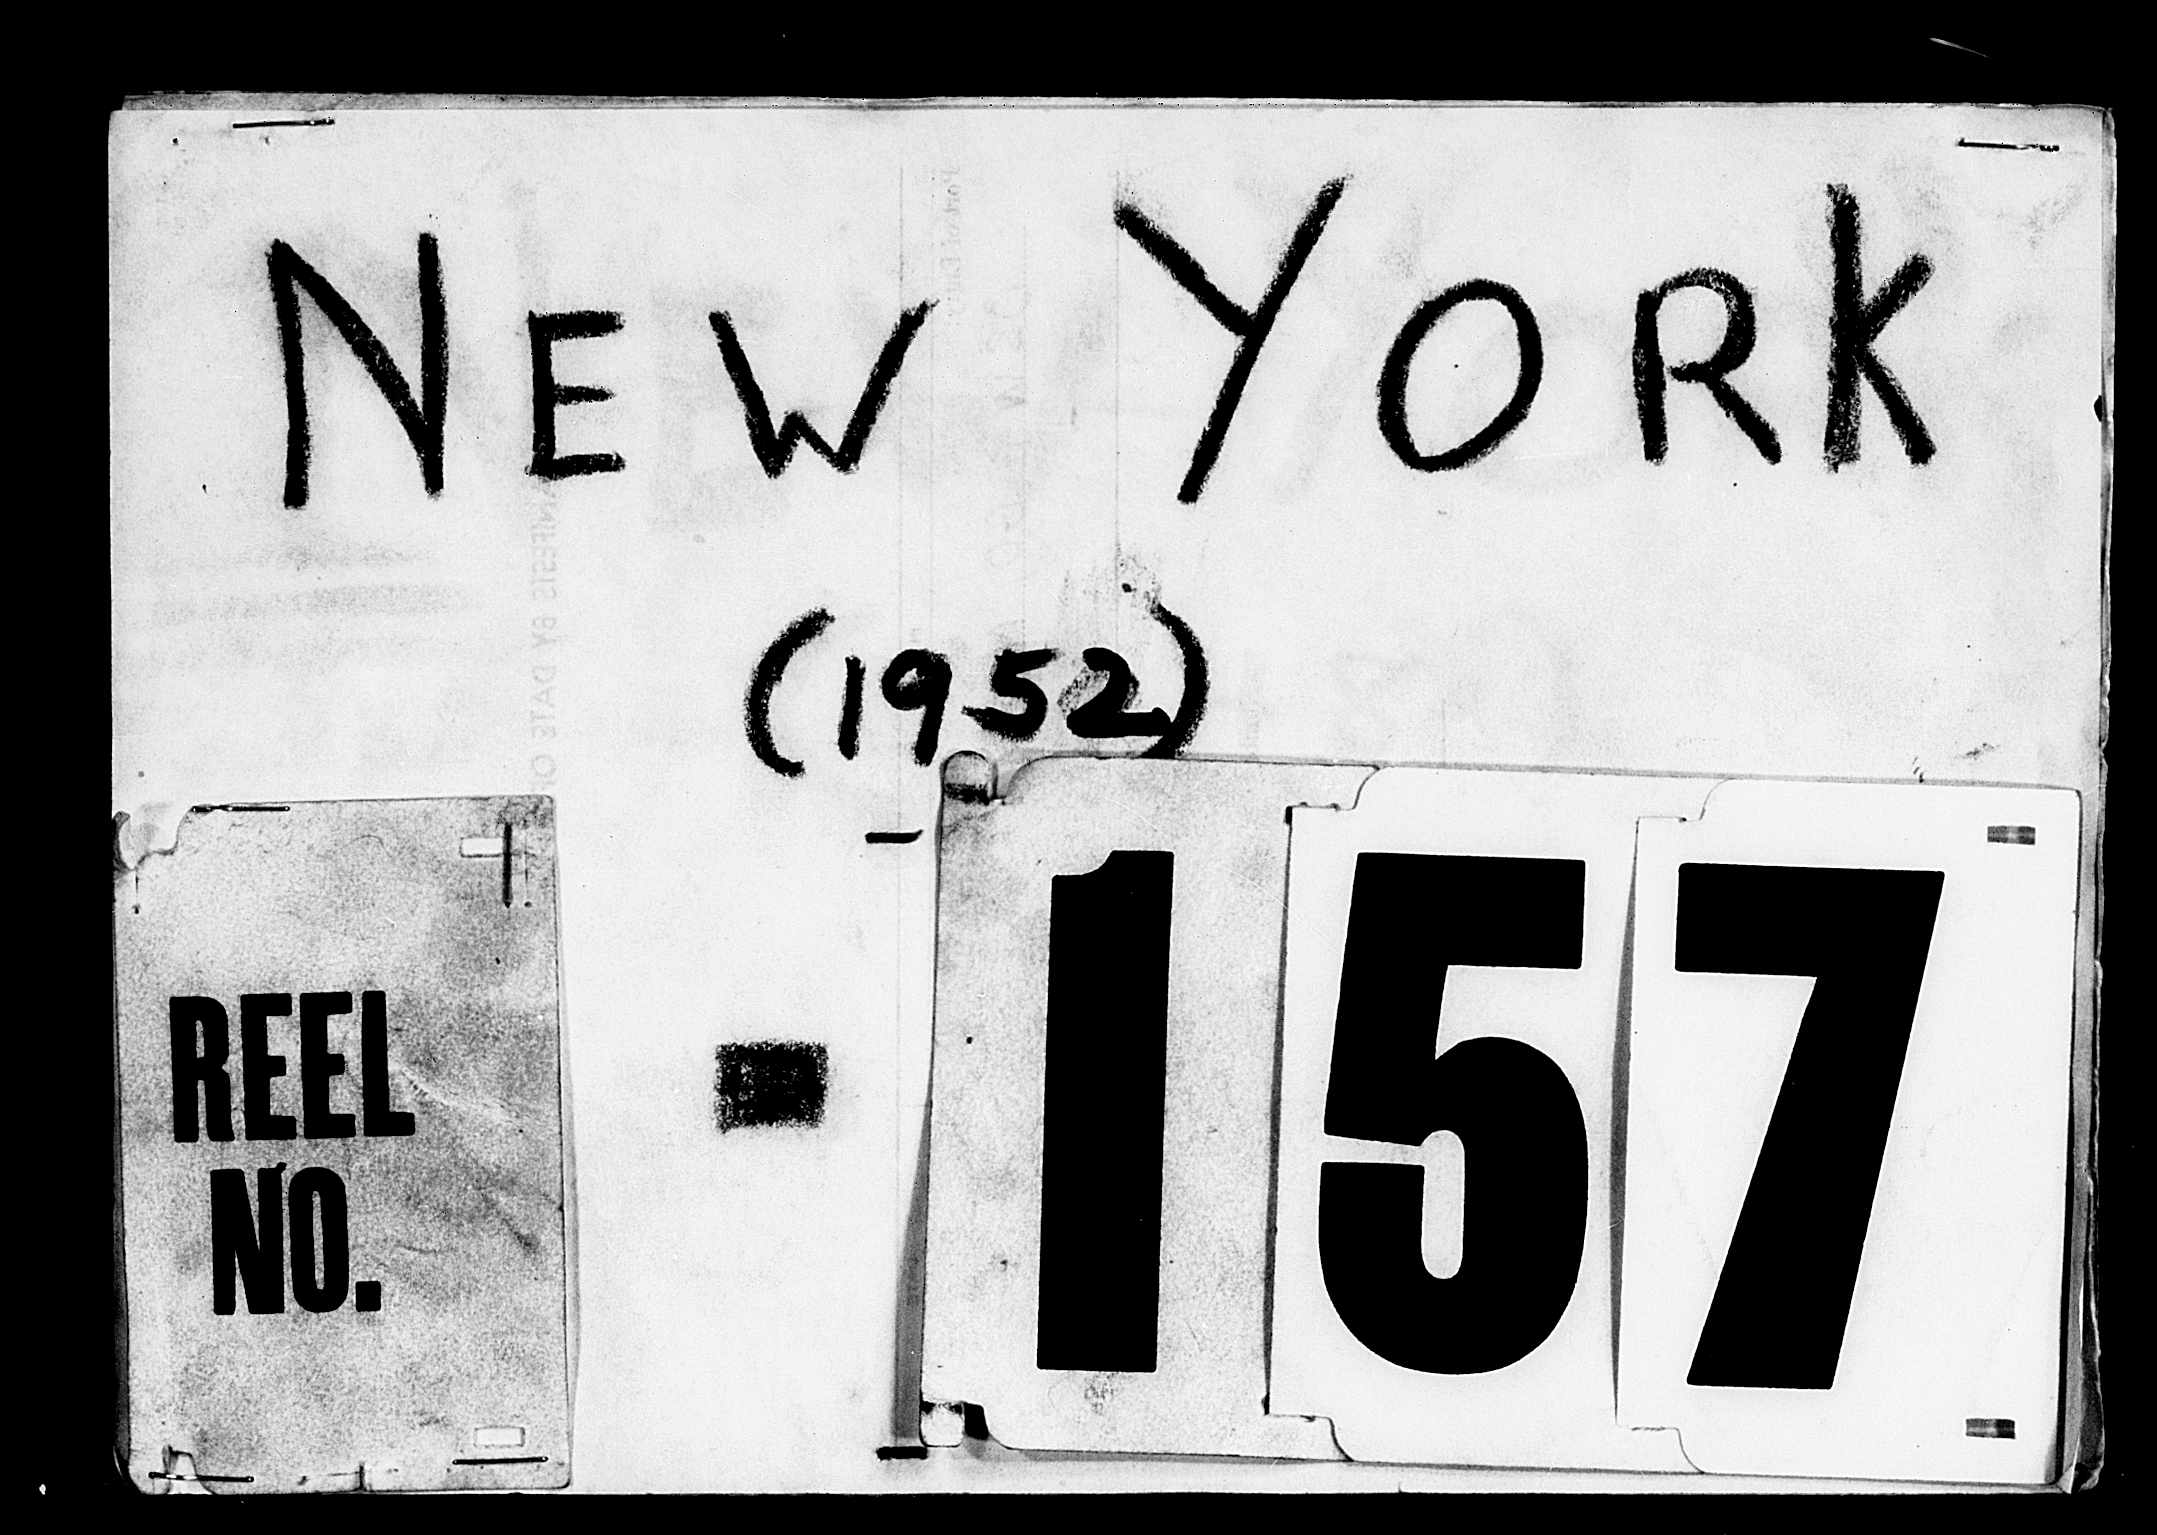 NEW YORK
(1952)
REEL
NO.
157